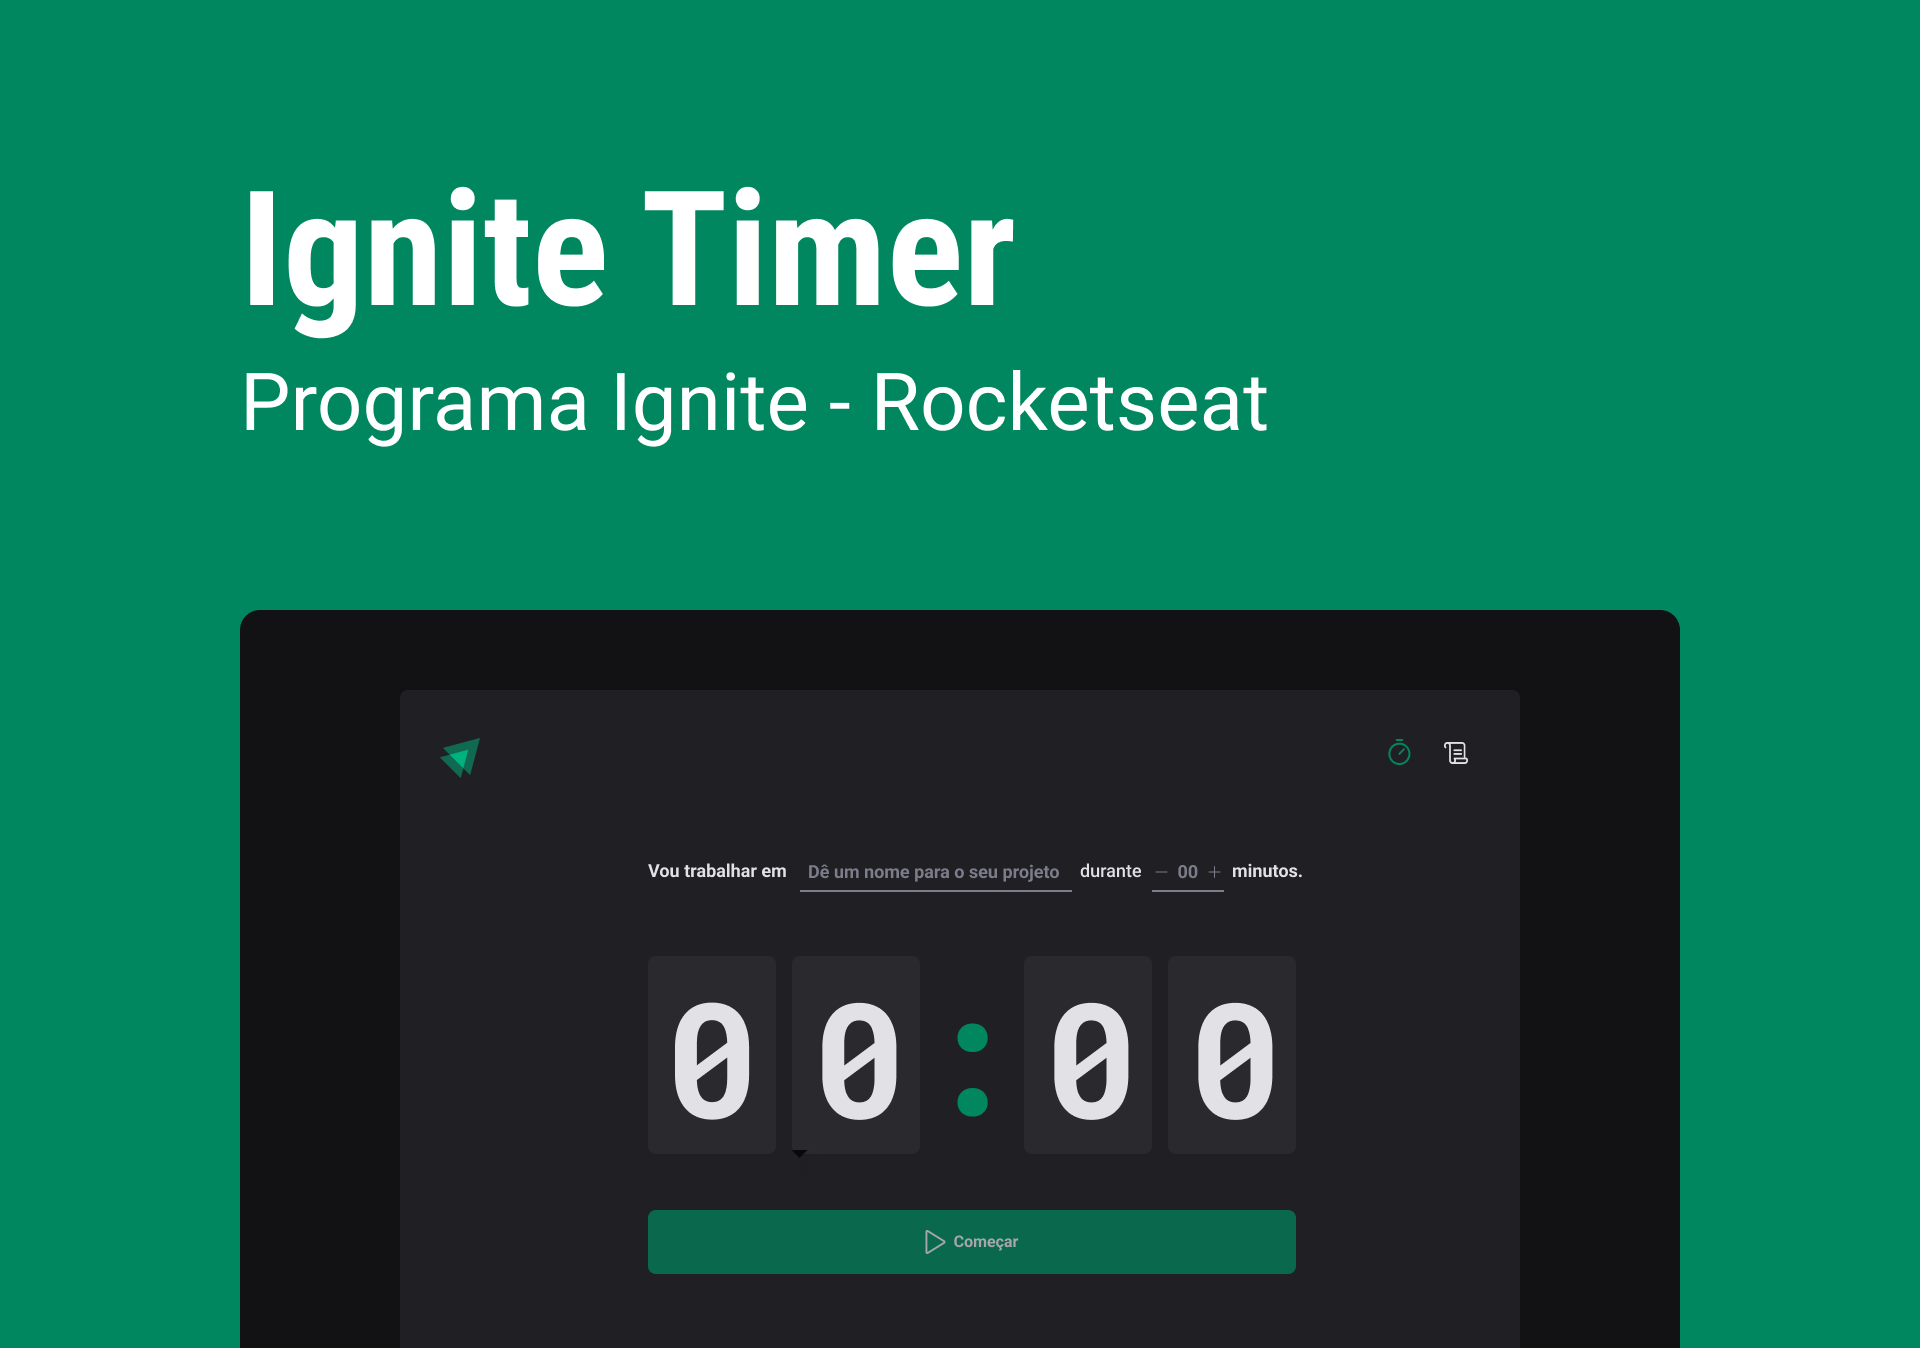 Ignite Timer
Programa Ignite - Rocketseat
Vou trabalhar em Dê um nome para o seu projeto durante — 00 + minutos.
00:00
Começar